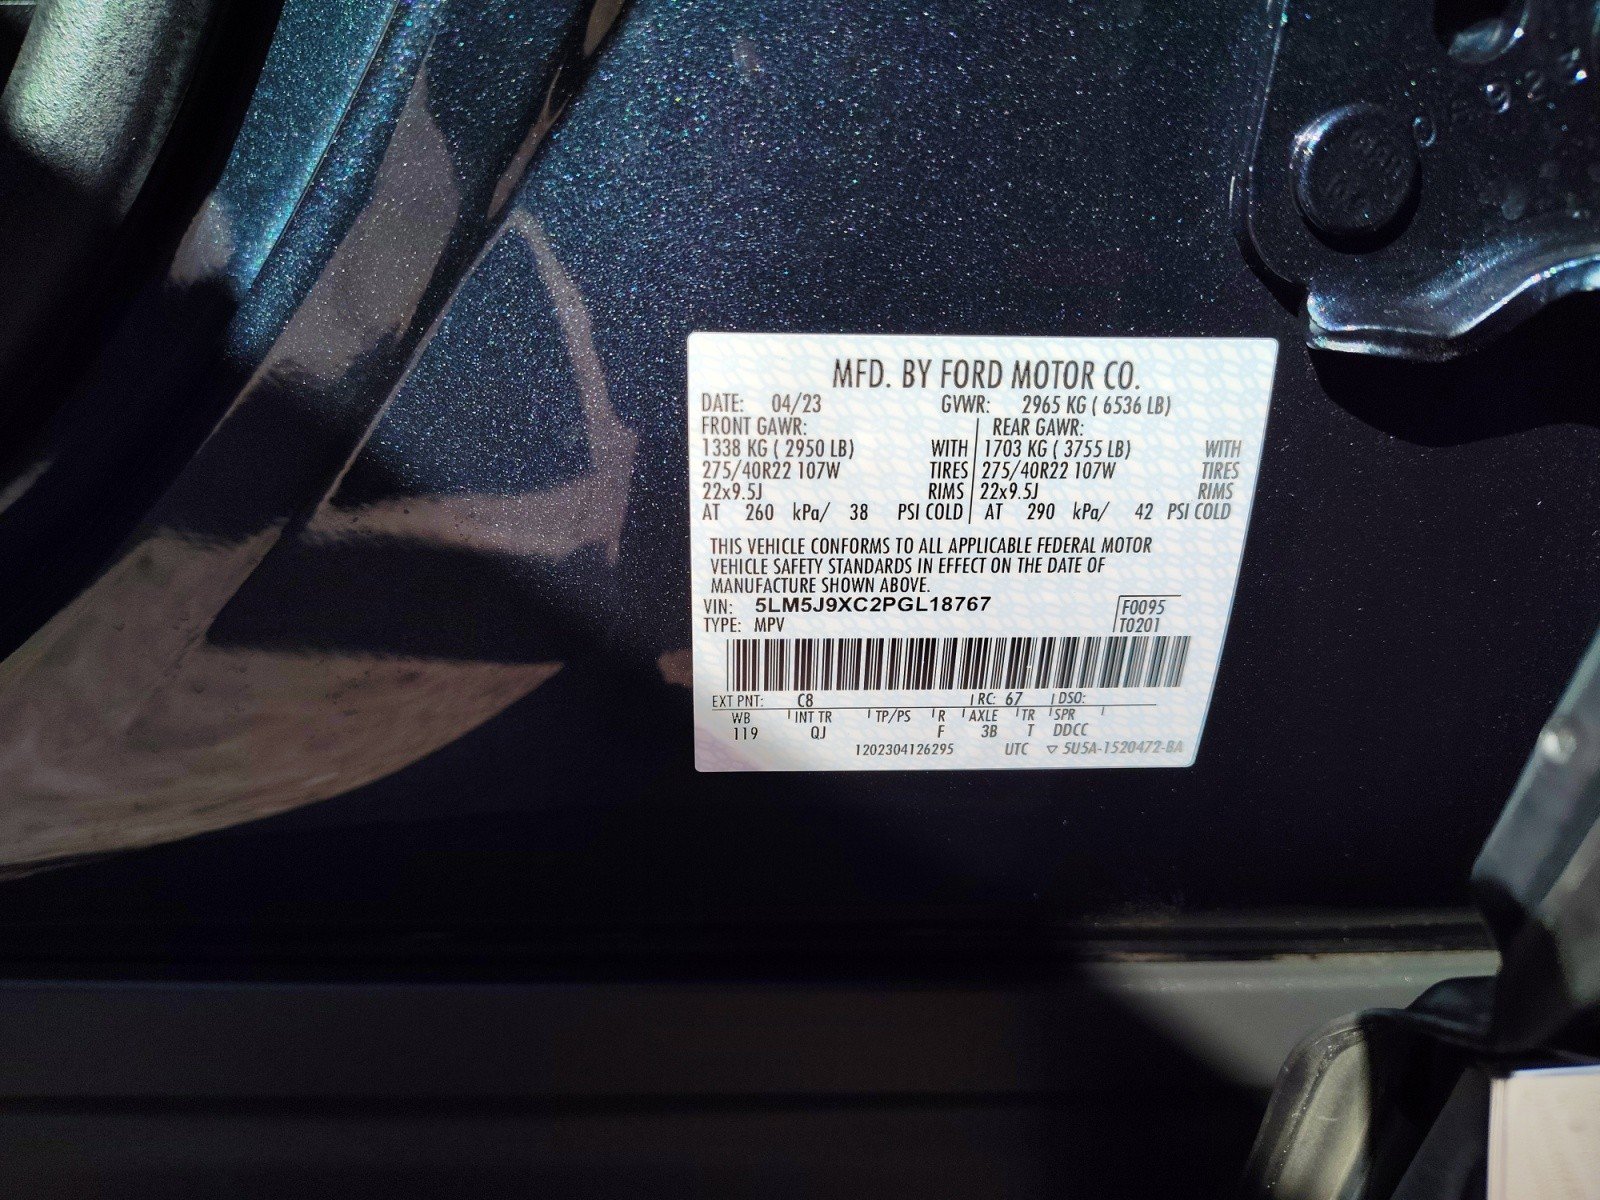 MFD. BY FORD MOTOR CO.
DATE: 04/23 GVWR: 2965 KG ( 6536 LB)
FRONT GAWR: REAR GAWR:
1338 KG ( 2950 LB) WITH 1703 KG ( 3755 LB) WITH
275/40R22 107W TIRES 275/40R22 107W TIRES
22x9.5J RIMS 22x9.5J RIMS
AT 260 kPa/ 38 PSI COLD AT 290 kPa/ 42 PSI COLD
THIS VEHICLE CONFORMS TO ALL APPLICABLE FEDERAL MOTOR
VEHICLE SAFETY STANDARDS IN EFFECT ON THE DATE OF
MANUFACTURE SHOWN ABOVE.
VIN: 5LM5J9XC2PGL18767 F0095
TYPE: MPV T0201
EXT PNT: C8 RC: 67 DSO:
WB INT TR TP/PS R AXLE TR SPR
119 QJ F 3B T DDCC
1202304126295 UTC ▽ 5U5A-1520472-BA